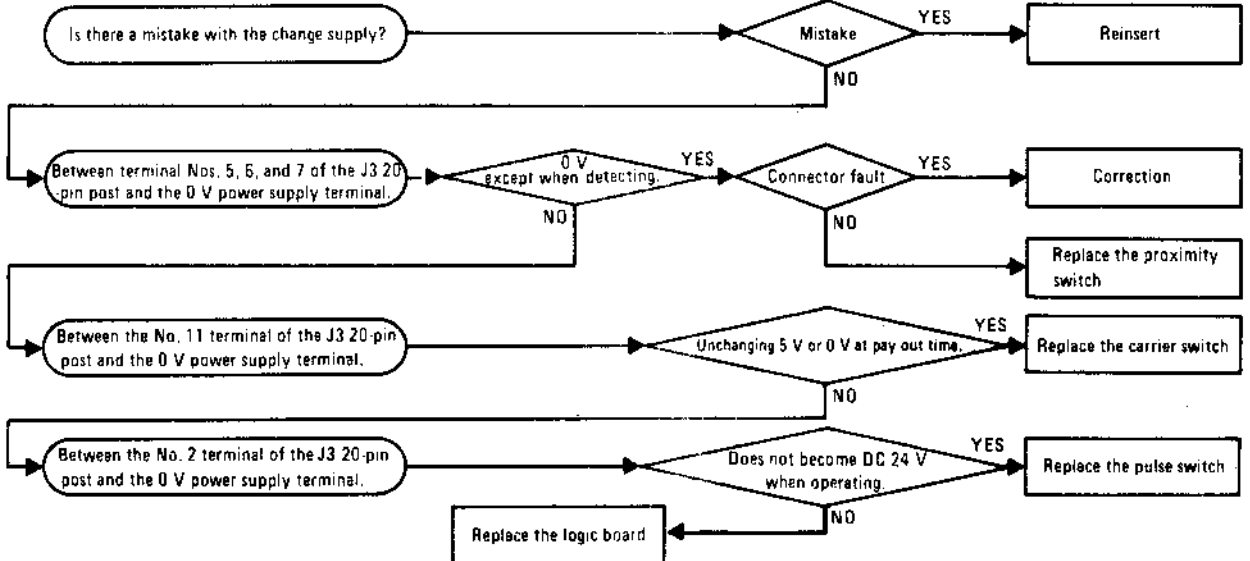 Is there a mistake with the change supply?
Mistake
YES
Reinsert
NO
Between terminal Nos. 5, 6, and 7 of the J3 20-
pin post and the 0 V power supply terminal.
0 V
except when detecting.
YES
Connector fault
YES
Correction
NO
NO
Replace the proximity
switch
Between the No. 11 terminal of the J3 20-pin
post and the 0 V power supply terminal.
Unchanging 5 V or 0 V at pay out time.
YES
Replace the carrier switch
NO
Between the No. 2 terminal of the J3 20-pin
post and the 0 V power supply terminal.
Does not become DC 24 V
when operating.
YES
Replace the pulse switch
NO
Replace the logic board